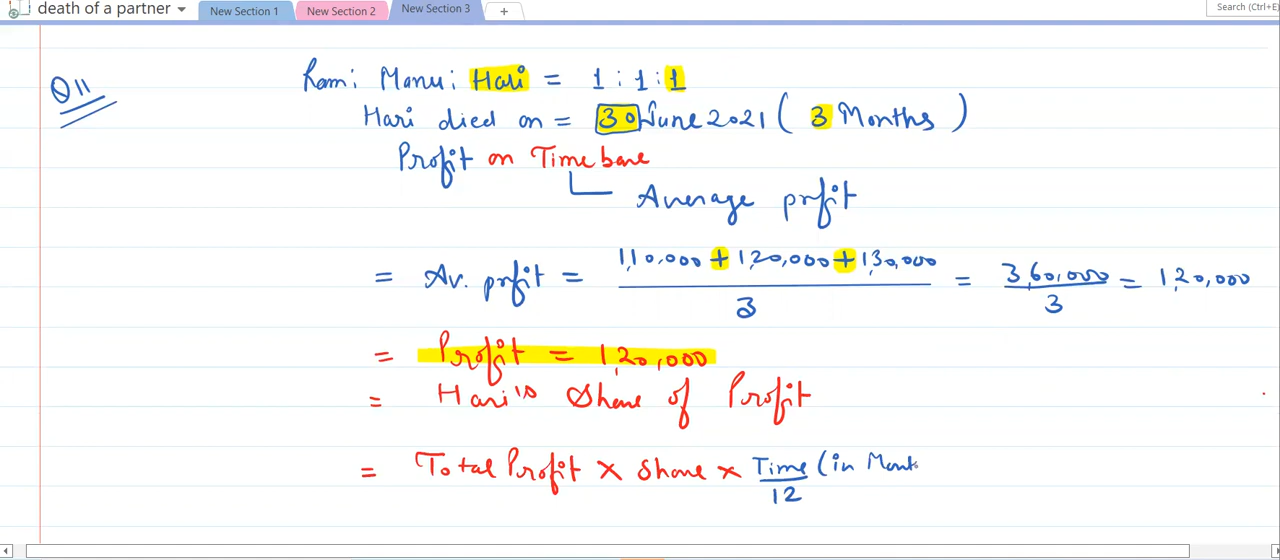 death of a partner
New Section 1 New Section 2 New Section 3 +
Search (Ctrl+E)
Q11
Ram: Manu: Hari = 1:1:1
Hari died on = 30 June 2021 ( 3 Months )
Profit on Time base
Average profit
= Av. profit = 1,10,000 + 1,20,000 + 1,30,000 / 3 = 3,60,000 / 3 = 1,20,000
= Profit = 1,20,000
= Hari's Share of Profit
= Total Profit × Share × Time / 12 (in Mont